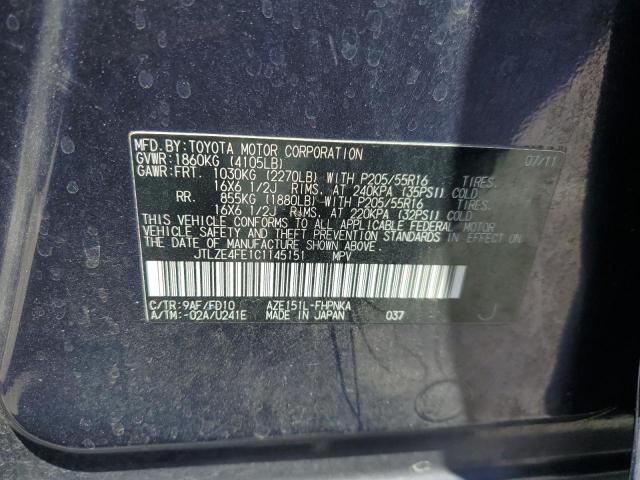 MFD. BY: TOYOTA MOTOR CORPORATION 07/11
GVWR: 1860KG (4105LB)
GAWR: FRT. 1030KG (2270LB) WITH P205/55R16 TIRES.
16X6 1/2J RIMS. AT 240KPA (35PSI) COLD
RR. 855KG (1880LB) WITH P205/55R16 TIRES.
16X6 1/2J RIMS. AT 220KPA (32PSI) COLD
THIS VEHICLE CONFORMS TO ALL APPLICABLE FEDERAL MOTOR
VEHICLE SAFETY AND THEFT PREVENTION STANDARDS IN
EFFECT ON THE DATE OF MANUFACTURE SHOWN ABOVE.
JTLZE4FE1C1145151 MPV
C/TR: 9AF/FD10 AZE151L-FHPNKA
A/TM: -02A/U241E MADE IN JAPAN 037 J